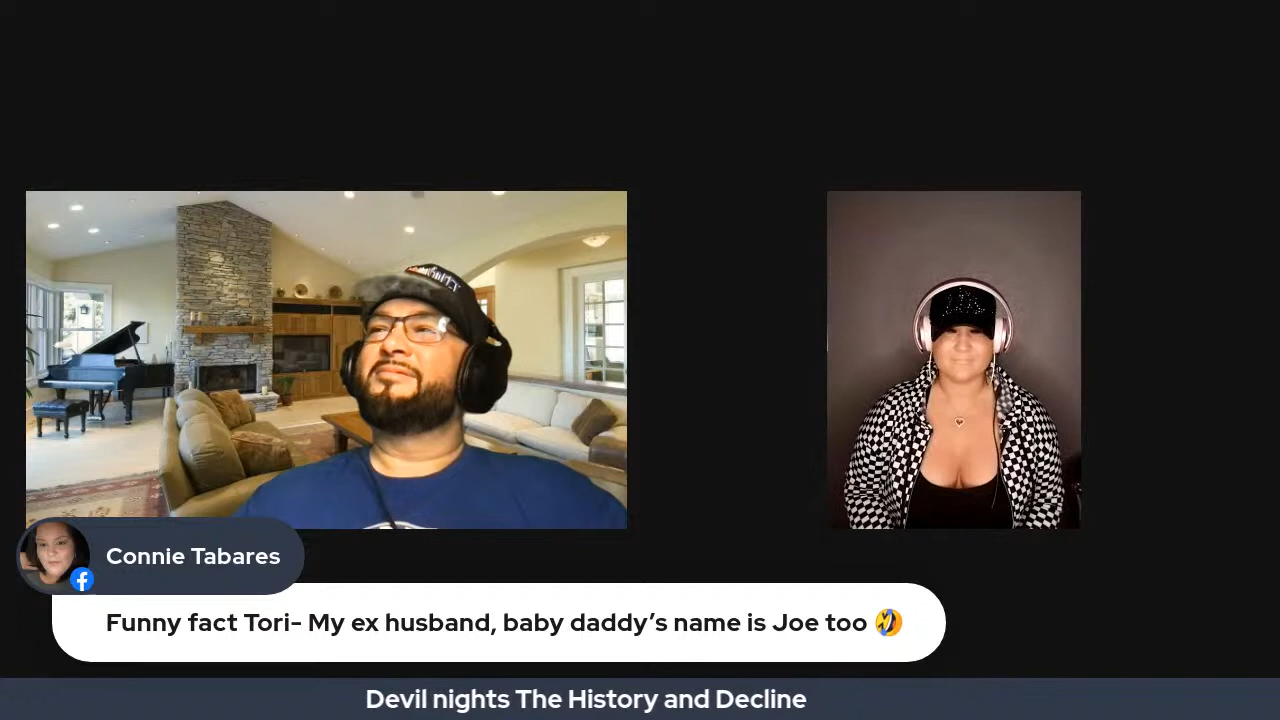 Connie Tabares
Funny fact Tori- My ex husband, baby daddy’s name is Joe too 🤣
Devil nights The History and Decline